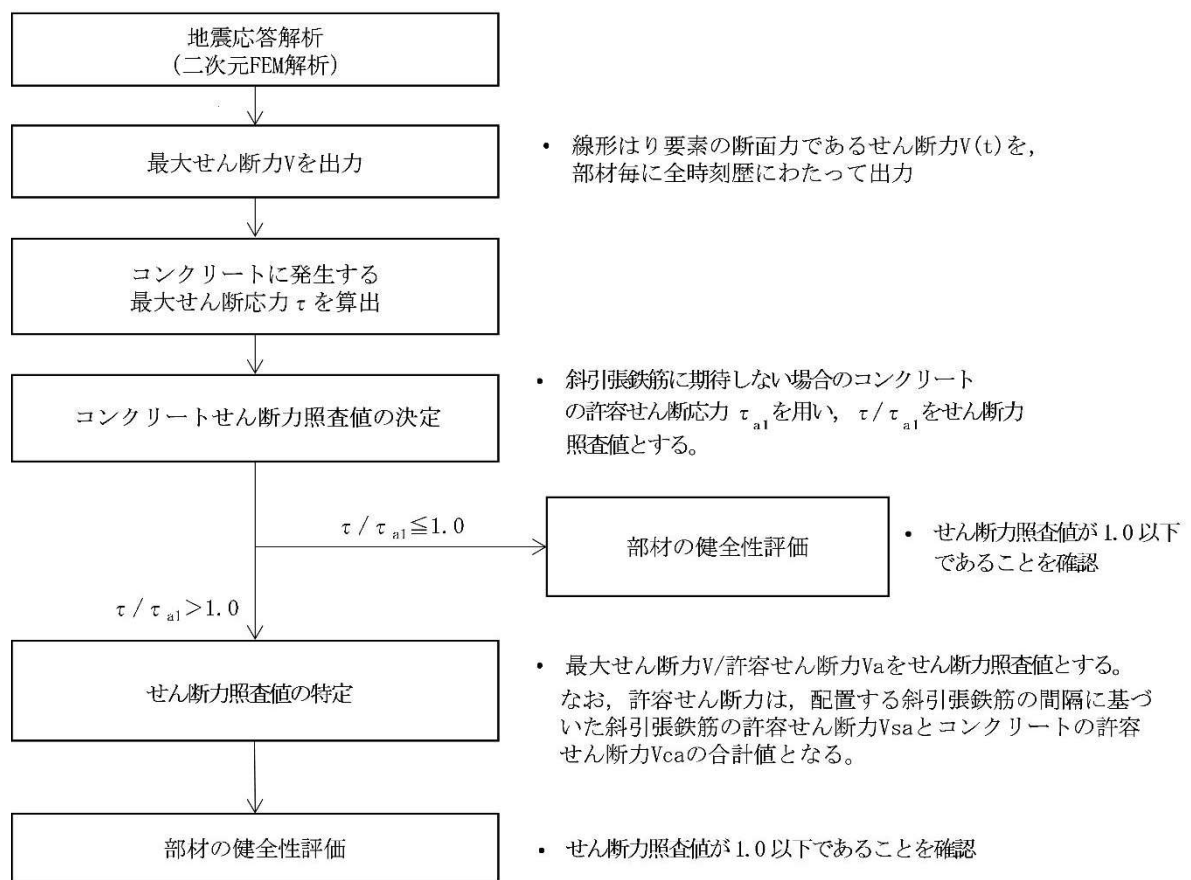 地震応答解析
(二次元FEM解析)
最大せん断力Vを出力
・ 線形はり要素の断面力であるせん断力V(t)を,
部材毎に全時刻歴にわたって出力
コンクリートに発生する
最大せん断応力τを算出
コンクリートせん断力照査値の決定
・ 斜引張鉄筋に期待しない場合のコンクリート
の許容せん断応力τa1を用い, τ/τa1をせん断力
照査値とする。
τ/τa1≦1.0
部材の健全性評価
・ せん断力照査値が1.0以下
であることを確認
τ/τa1>1.0
せん断力照査値の特定
・ 最大せん断力V/許容せん断力Vaをせん断力照査値とする。
なお, 許容せん断力は, 配置する斜引張鉄筋の間隔に基づ
いた斜引張鉄筋の許容せん断力Vsaとコンクリートの許容
せん断力Vcaの合計値となる。
部材の健全性評価
・ せん断力照査値が1.0以下であることを確認